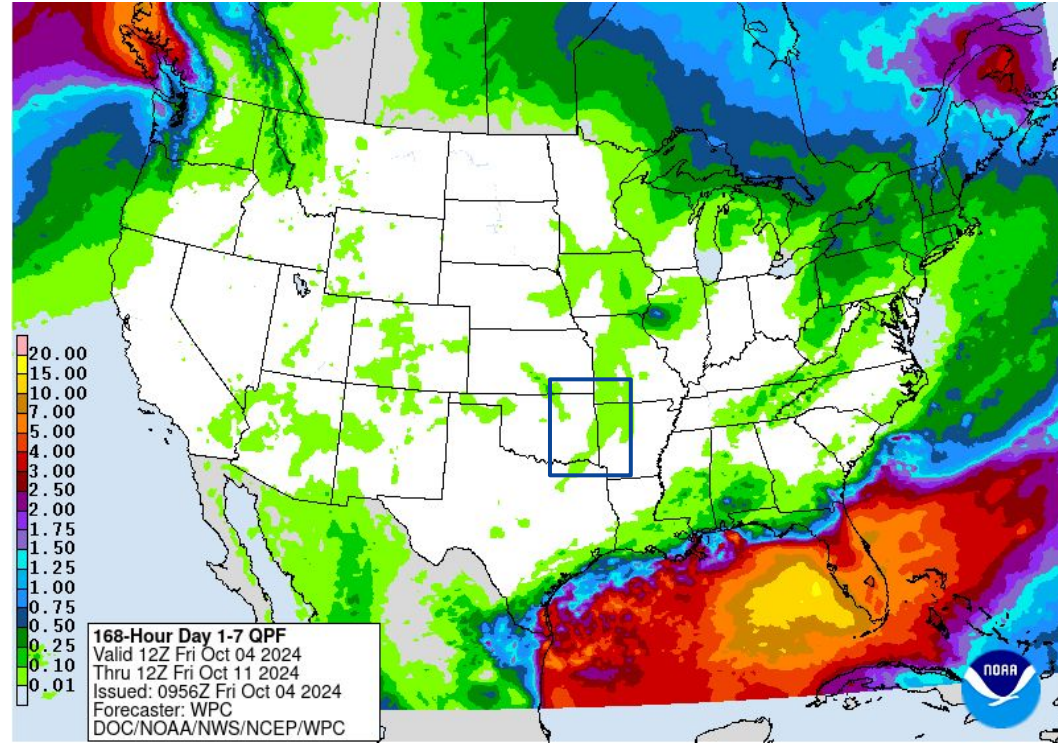 20.00
15.00
10.00
7.00
5.00
4.00
3.00
2.50
2.00
1.75
1.50
1.25
1.00
0.75
0.50
0.25
0.10
0.01
168-Hour Day 1-7 QPF
Valid 12Z Fri Oct 04 2024
Thru 12Z Fri Oct 11 2024
Issued: 0956Z Fri Oct 04 2024
Forecaster: WPC
DOC/NOAA/NWS/NCEP/WPC
NOAA